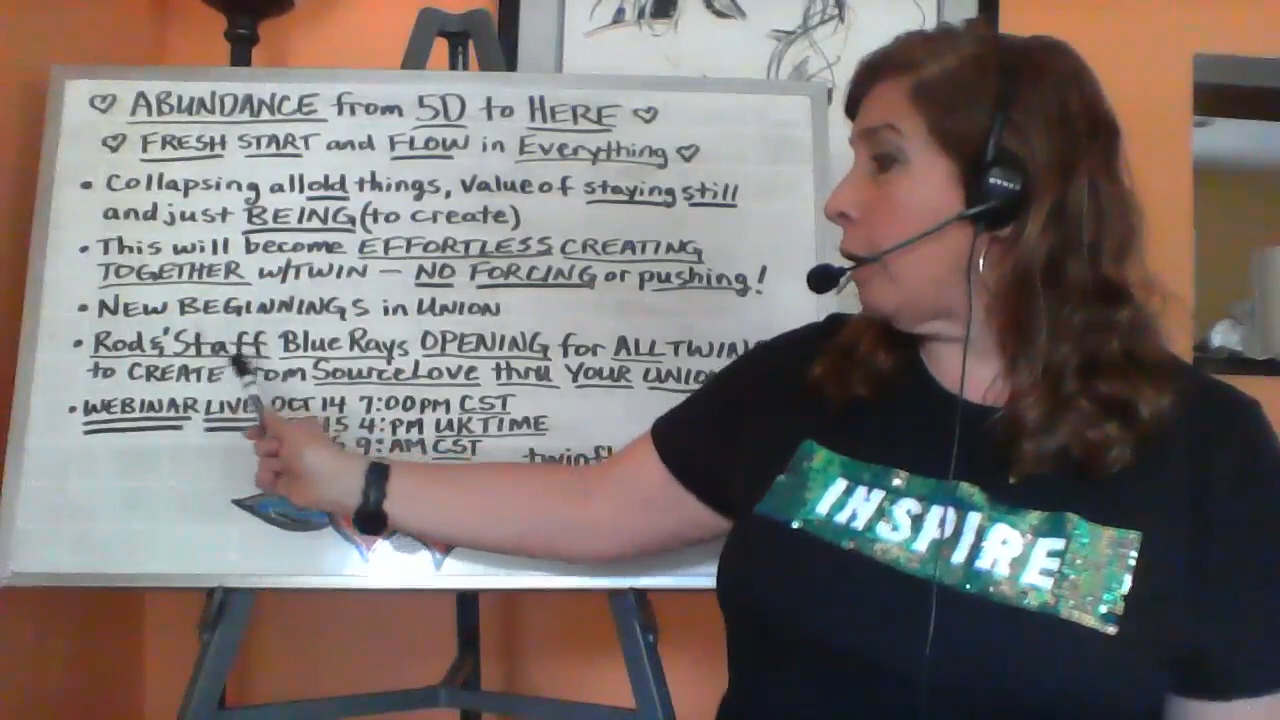 ♡ ABUNDANCE from 5D to HERE ♡
♡ FRESH START and FLOW in Everything ♡
• Collapsing all old things, Value of staying still
and just BEING (to create)
• This will become EFFORTLESS CREATING
TOGETHER w/TWIN — NO FORCING or pushing!
• NEW BEGINNINGS in UNION
• Rod &'Staff Blue Rays OPENING for ALL TWIN
to CREATE from Source Love thru YOUR UNIO
• WEBINAR LIVE OCT 14 7:00PM CST
15 4:PM UK TIME
9:AM CST
twinfl
INSPIRE